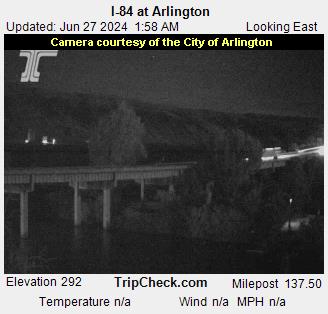 I-84 at Arlington
Updated: Jun 27 2024 1:58 AM Looking East
Camera courtesy of the City of Arlington
Elevation 292 TripCheck.com Milepost 137.50
Temperature n/a Wind n/a MPH n/a